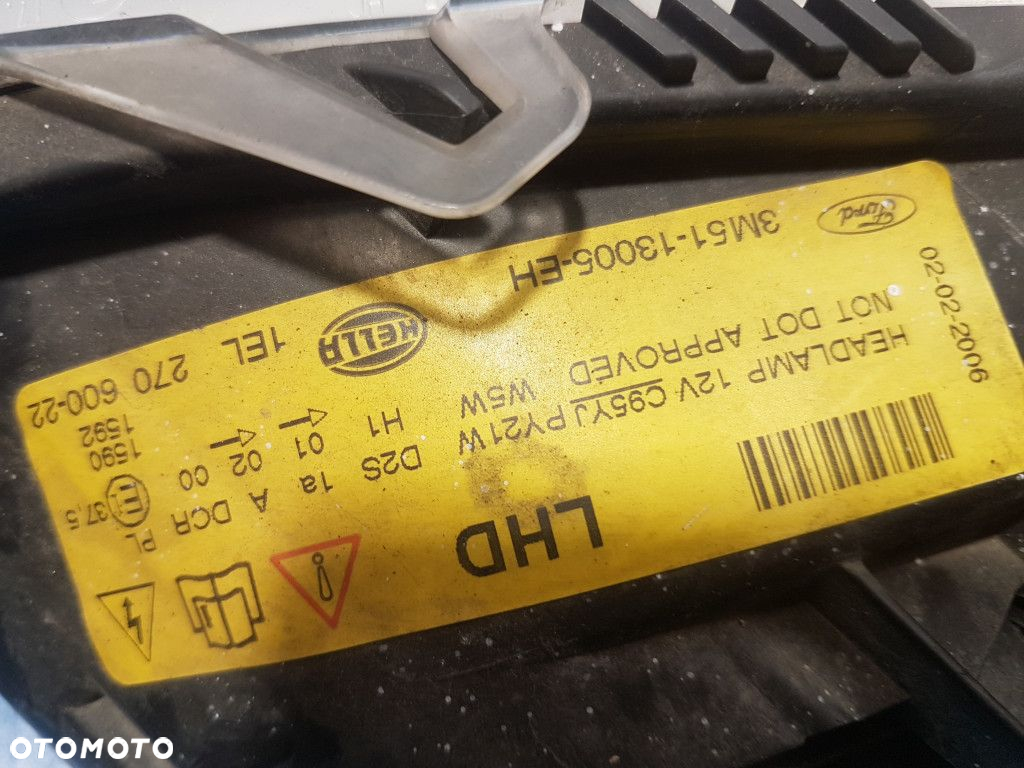 Ford
3M51-13005-EH
HELLA
1EL 270 600-22
02-02-2006
NOT DOT APPROVED
HEADLAMP 12V C95YJ
W5W
PY21W
H1
D2S
01
1a
02
A
00
DCR
1592
1590
E1
37,5
PL
LHD
OTOMOTO